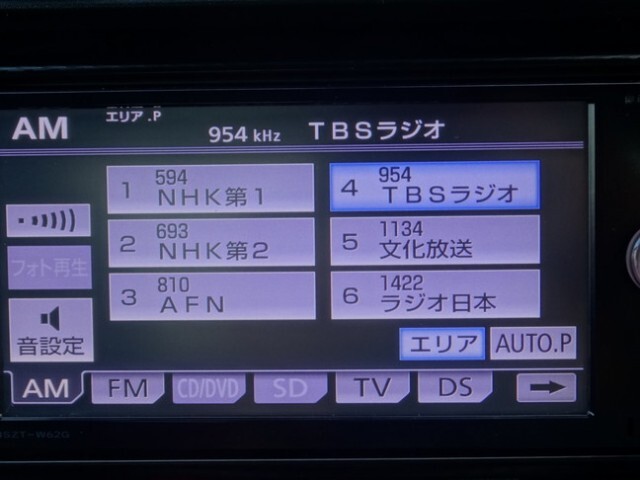 AM エリア.P 954 kHz TBSラジオ
1 594 NHK第1
2 693 NHK第2
3 810 AFN
4 954 TBSラジオ
5 1134 文化放送
6 1422 ラジオ日本
フォト再生
音設定
エリア AUTO.P
AM FM CD/DVD SD TV DS
NSZT-W62G